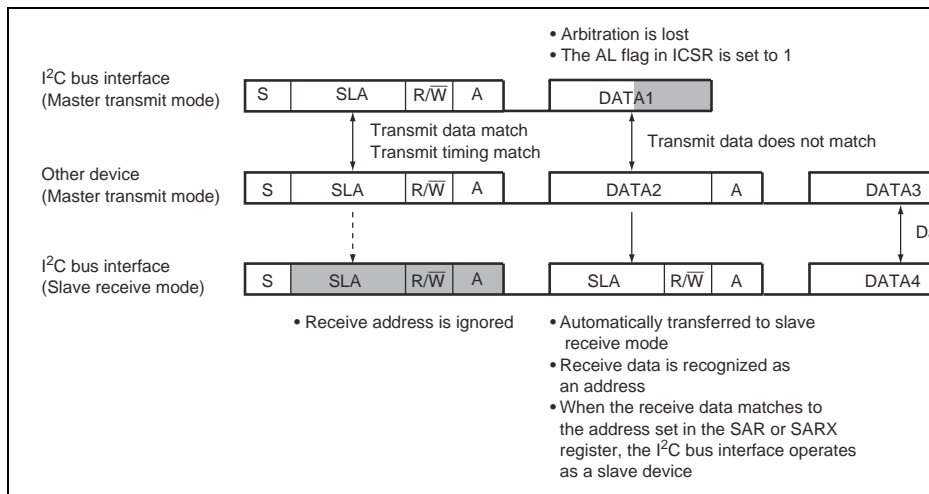 • Arbitration is lost
• The AL flag in ICSR is set to 1
I²C bus interface
(Master transmit mode)
S SLA R/W̅ A DATA1
Transmit data match
Transmit timing match
Transmit data does not match
Other device
(Master transmit mode)
S SLA R/W̅ A DATA2 A DATA3
I²C bus interface
(Slave receive mode)
S SLA R/W̅ A SLA R/W̅ A DATA4
• Receive address is ignored
• Automatically transferred to slave
receive mode
• Receive data is recognized as
an address
• When the receive data matches to
the address set in the SAR or SARX
register, the I²C bus interface operates
as a slave device